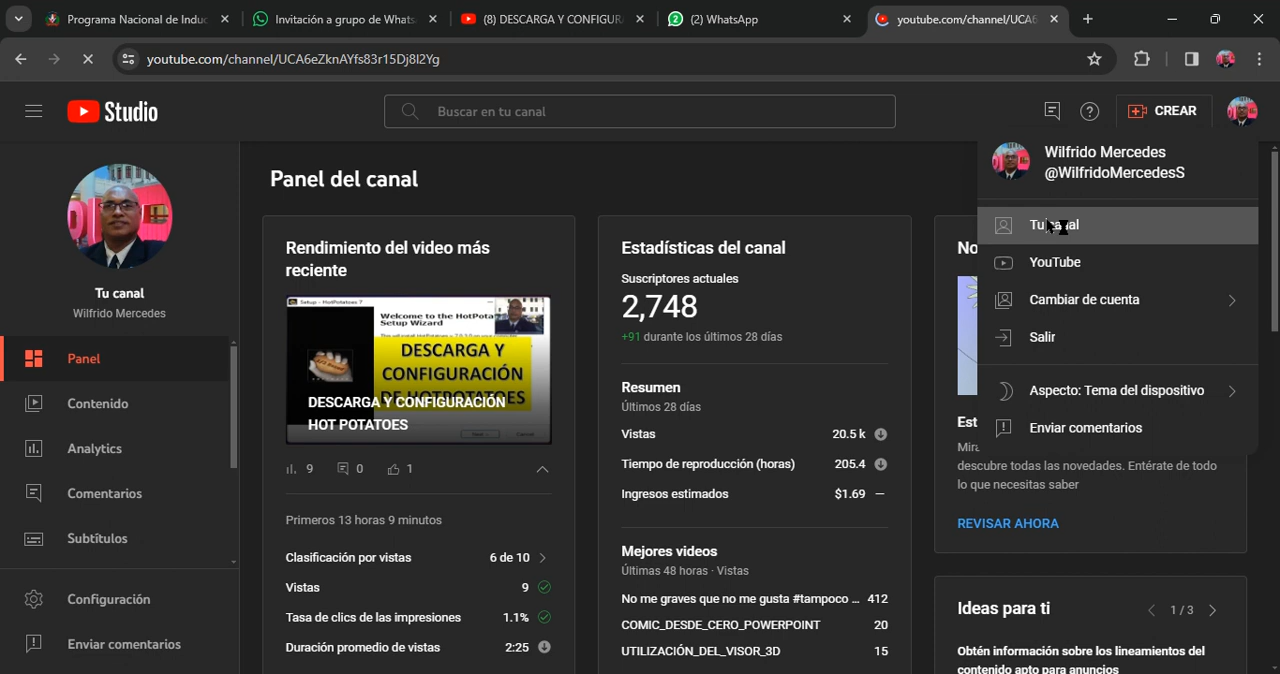 Programa Nacional de Induc
Invitación a grupo de Whats
(8) DESCARGA Y CONFIGUR
(2) WhatsApp
youtube.com/channel/UCA6
youtube.com/channel/UCA6eZknAYfs83r15Dj8I2Yg
Studio
Buscar en tu canal
CREAR
Tu canal
Wilfrido Mercedes
Panel
Contenido
Analytics
Comentarios
Subtítulos
Configuración
Enviar comentarios
Panel del canal
Rendimiento del video más
reciente
Setup - HotPotatoes 7
Welcome to the HotPota
Setup Wizard
DESCARGA Y
CONFIGURACIÓN
DE HOTPOTATOES
DESCARGA Y CONFIGURACIÓN
HOT POTATOES
9 0 1
Primeros 13 horas 9 minutos
Clasificación por vistas 6 de 10
Vistas 9
Tasa de clics de las impresiones 1.1%
Duración promedio de vistas 2:25
Estadísticas del canal
Suscriptores actuales
2,748
+91 durante los últimos 28 días
Resumen
Últimos 28 días
Vistas 20.5 k
Tiempo de reproducción (horas) 205.4
Ingresos estimados $1.69 —
Mejores videos
Últimas 48 horas · Vistas
No me graves que no me gusta #tampoco ... 412
COMIC_DESDE_CERO_POWERPOINT 20
UTILIZACIÓN_DEL_VISOR_3D 15
Wilfrido Mercedes
@WilfridoMercedesS
Tu canal
YouTube
Cambiar de cuenta
Salir
Aspecto: Tema del dispositivo
Enviar comentarios
No
Est
descubre todas las novedades. Entérate de todo
lo que necesitas saber
REVISAR AHORA
Ideas para ti 1 / 3
Obtén información sobre los lineamientos del
contenido apto para anuncios